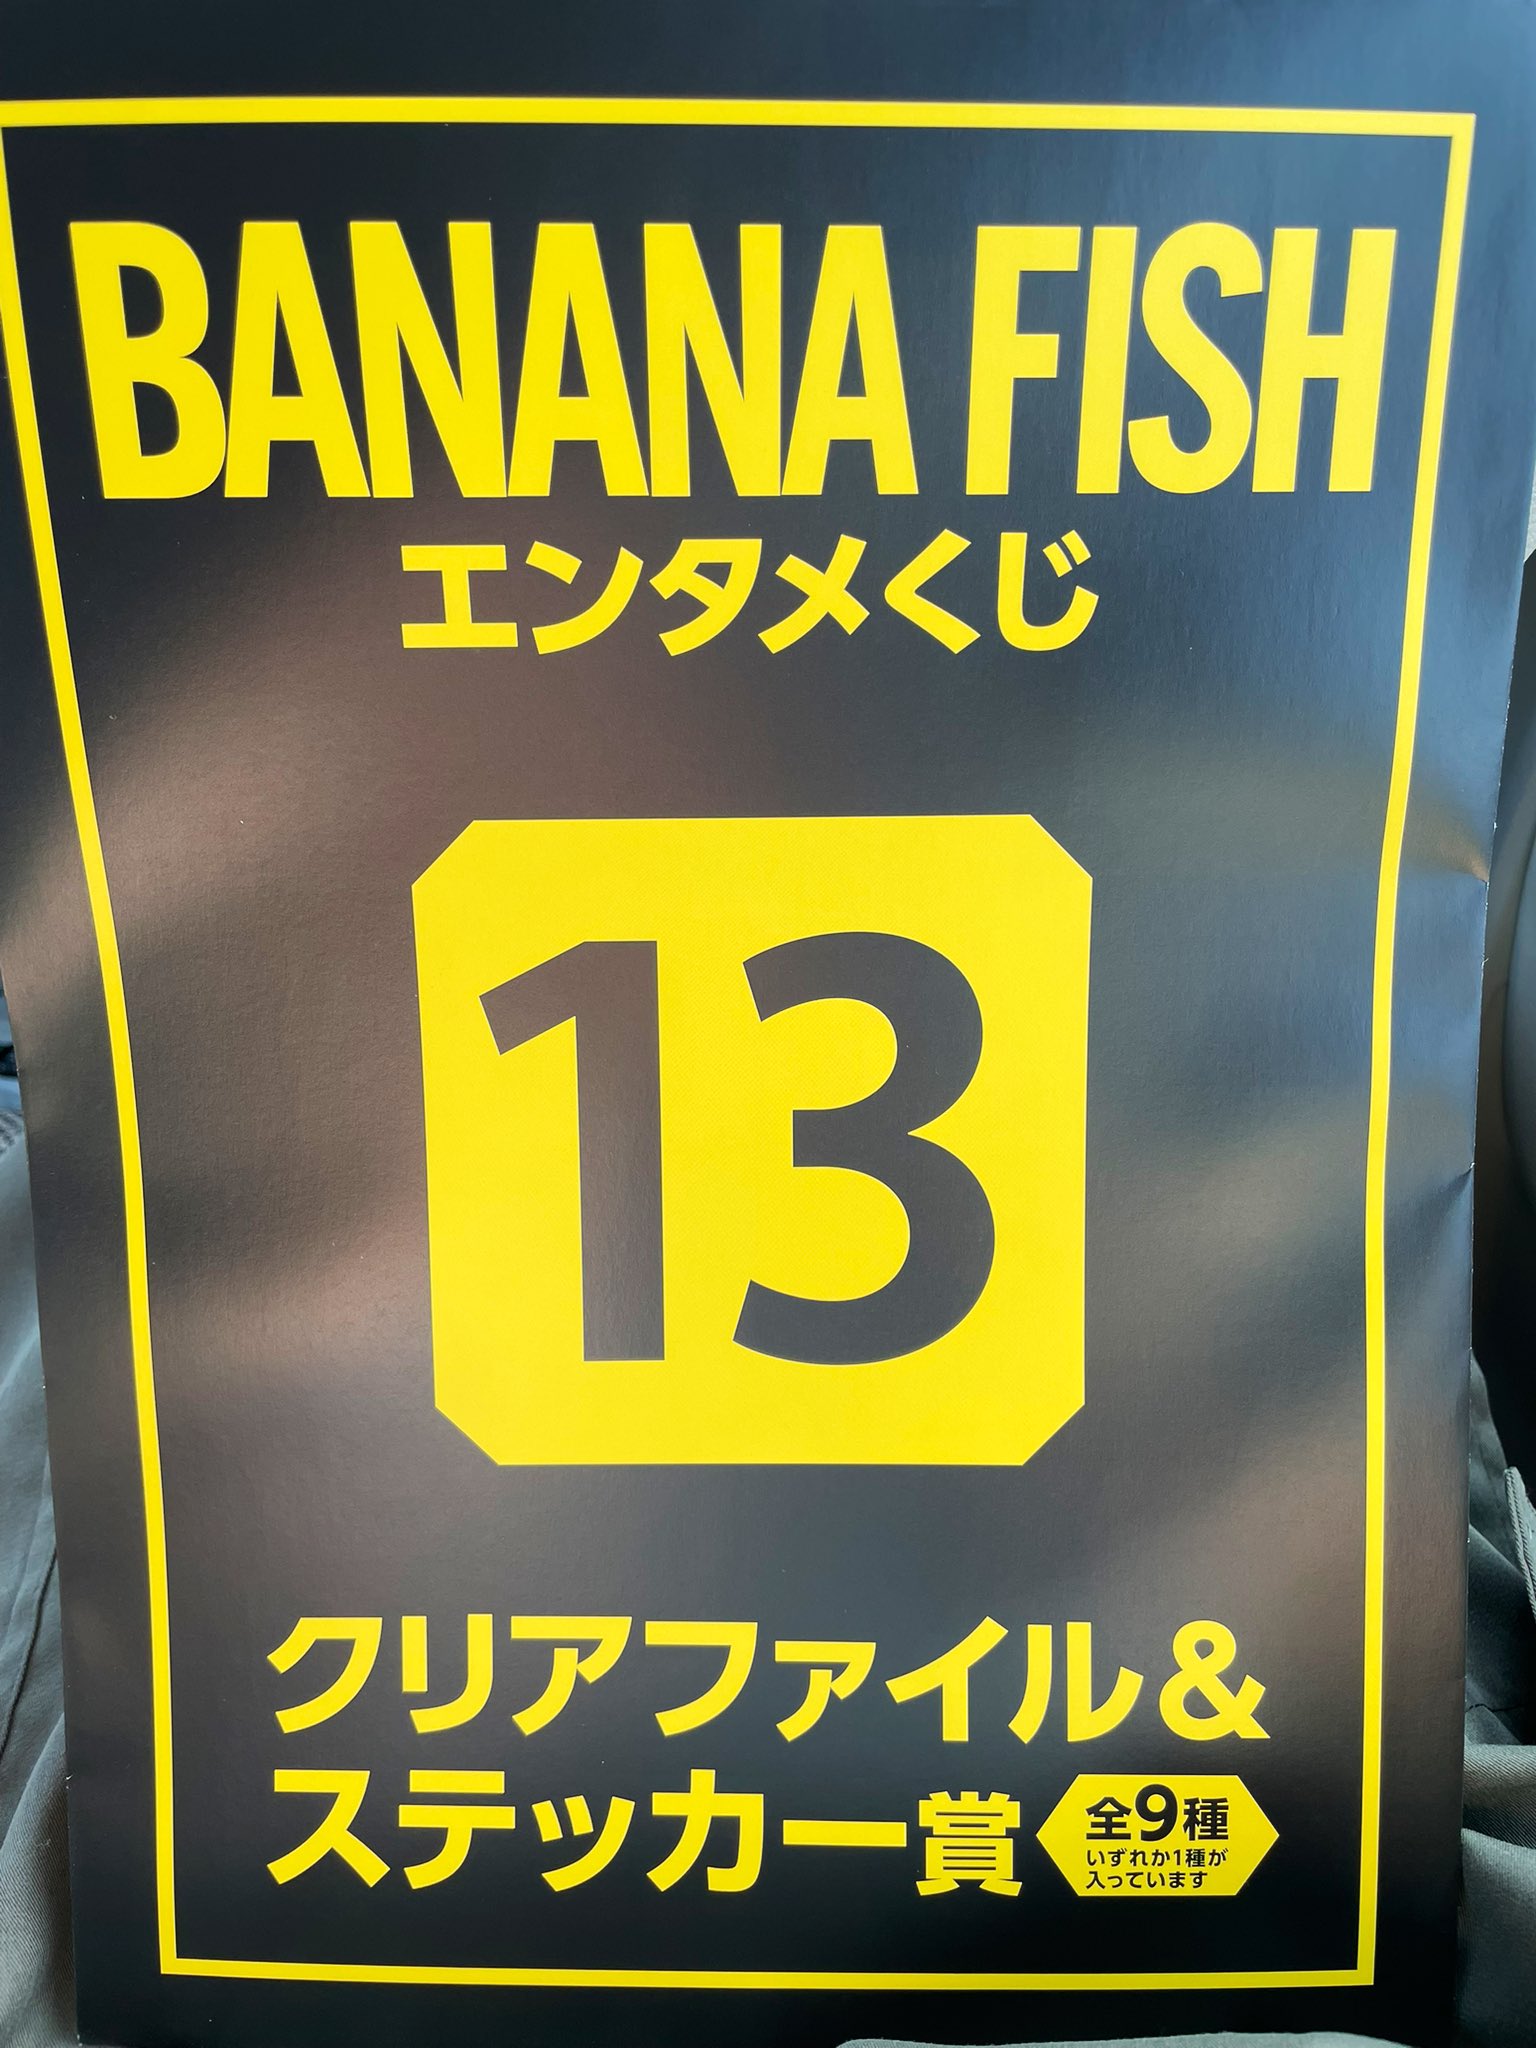 BANANA FISH
エンタメくじ
13
クリアファイル&
ステッカー賞
全9種
いずれか1種が
入っています